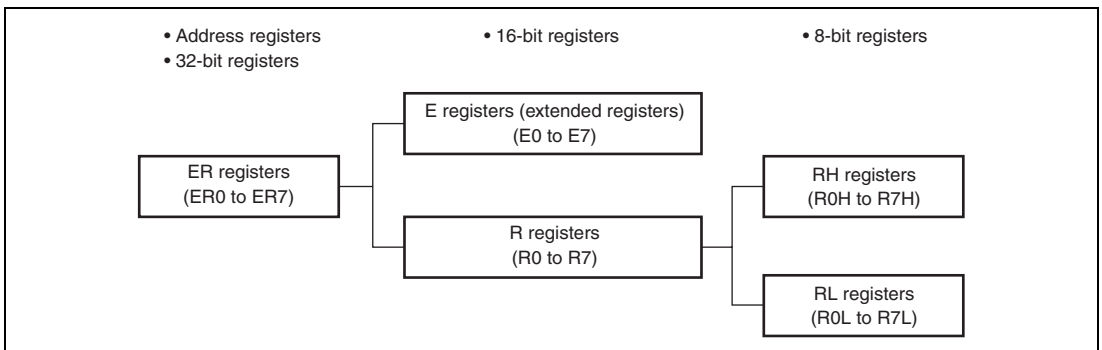 • Address registers
• 32-bit registers
• 16-bit registers
• 8-bit registers
E registers (extended registers)
(E0 to E7)
ER registers
(ER0 to ER7)
RH registers
(R0H to R7H)
R registers
(R0 to R7)
RL registers
(R0L to R7L)